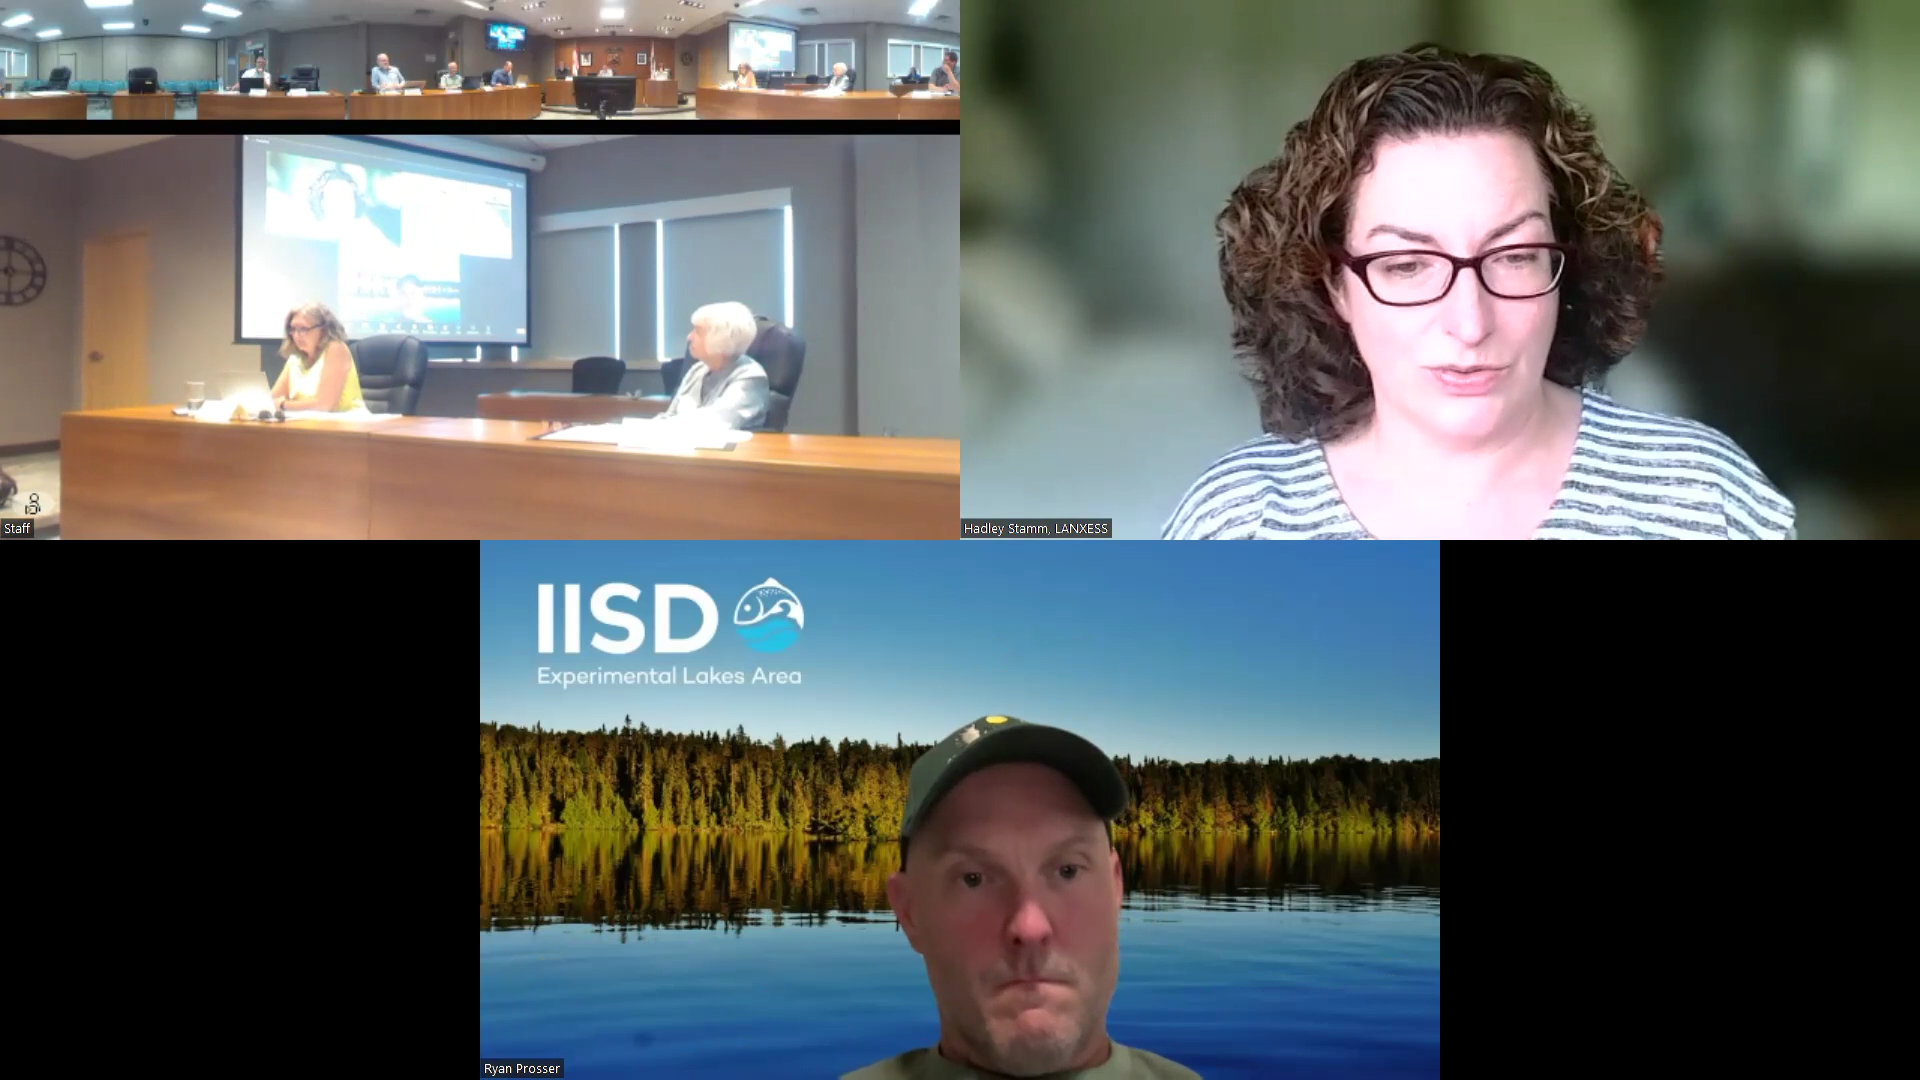 Staff
Hadley Stamm, LANXESS
IISD
Experimental Lakes Area
Ryan Prosser